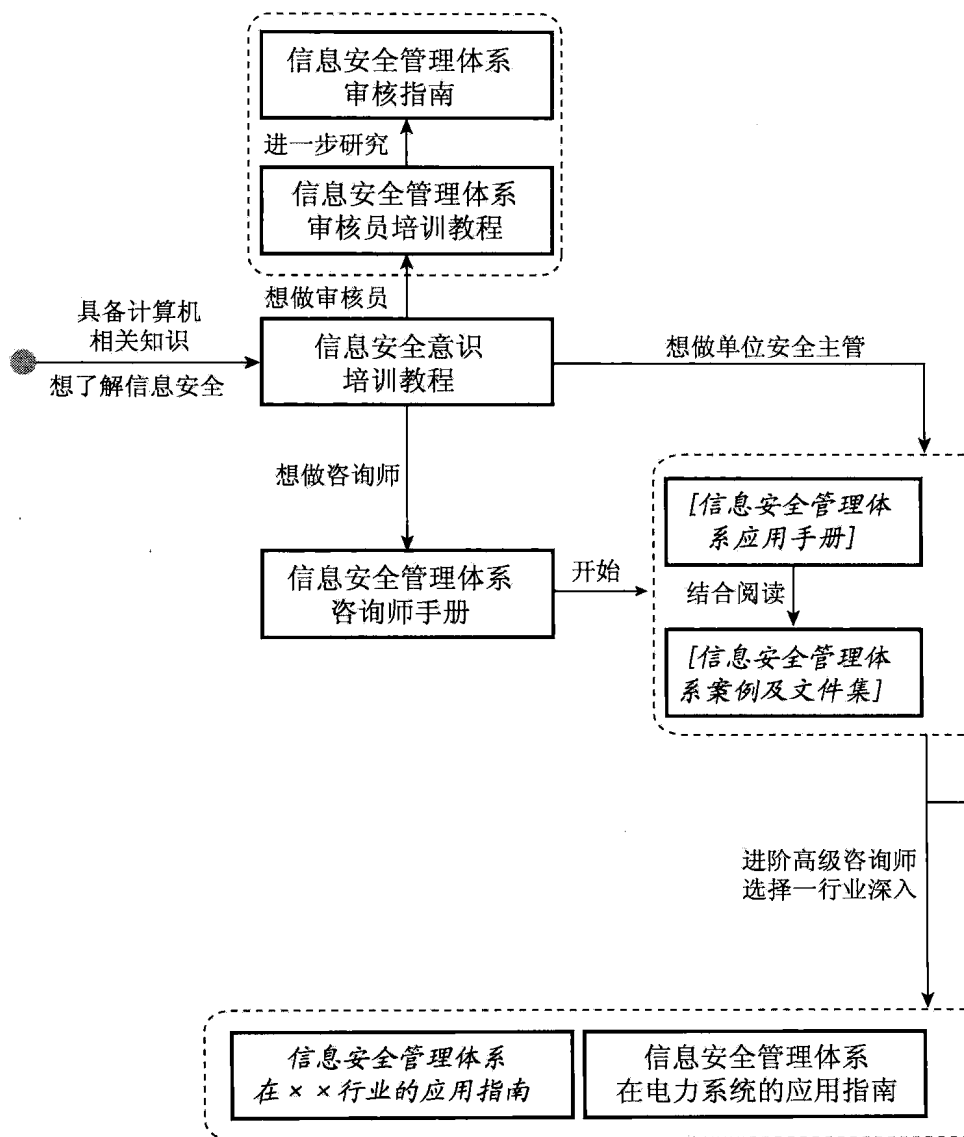 信息安全管理体系
审核指南
进一步研究
信息安全管理体系
审核员培训教程
想做审核员
具备计算机
相关知识
想了解信息安全
信息安全意识
培训教程
想做单位安全主管
想做咨询师
[信息安全管理体
系应用手册]
信息安全管理体系
咨询师手册
开始
结合阅读
[信息安全管理体
系案例及文件集]
进阶高级咨询师
选择一行业深入
信息安全管理体系
在××行业的应用指南
信息安全管理体系
在电力系统的应用指南